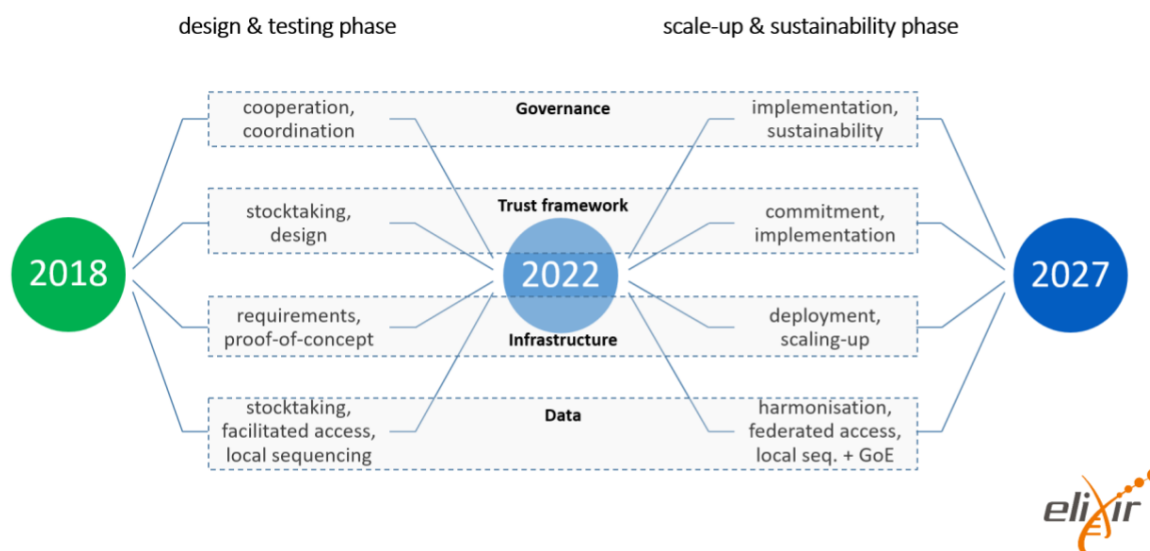 design & testing phase
scale-up & sustainability phase
cooperation,
coordination
Governance
implementation,
sustainability
stocktaking,
design
Trust framework
commitment,
implementation
2018
2022
2027
requirements,
proof-of-concept
Infrastructure
deployment,
scaling-up
stocktaking,
facilitated access,
local sequencing
Data
harmonisation,
federated access,
local seq. + GoE
elixir